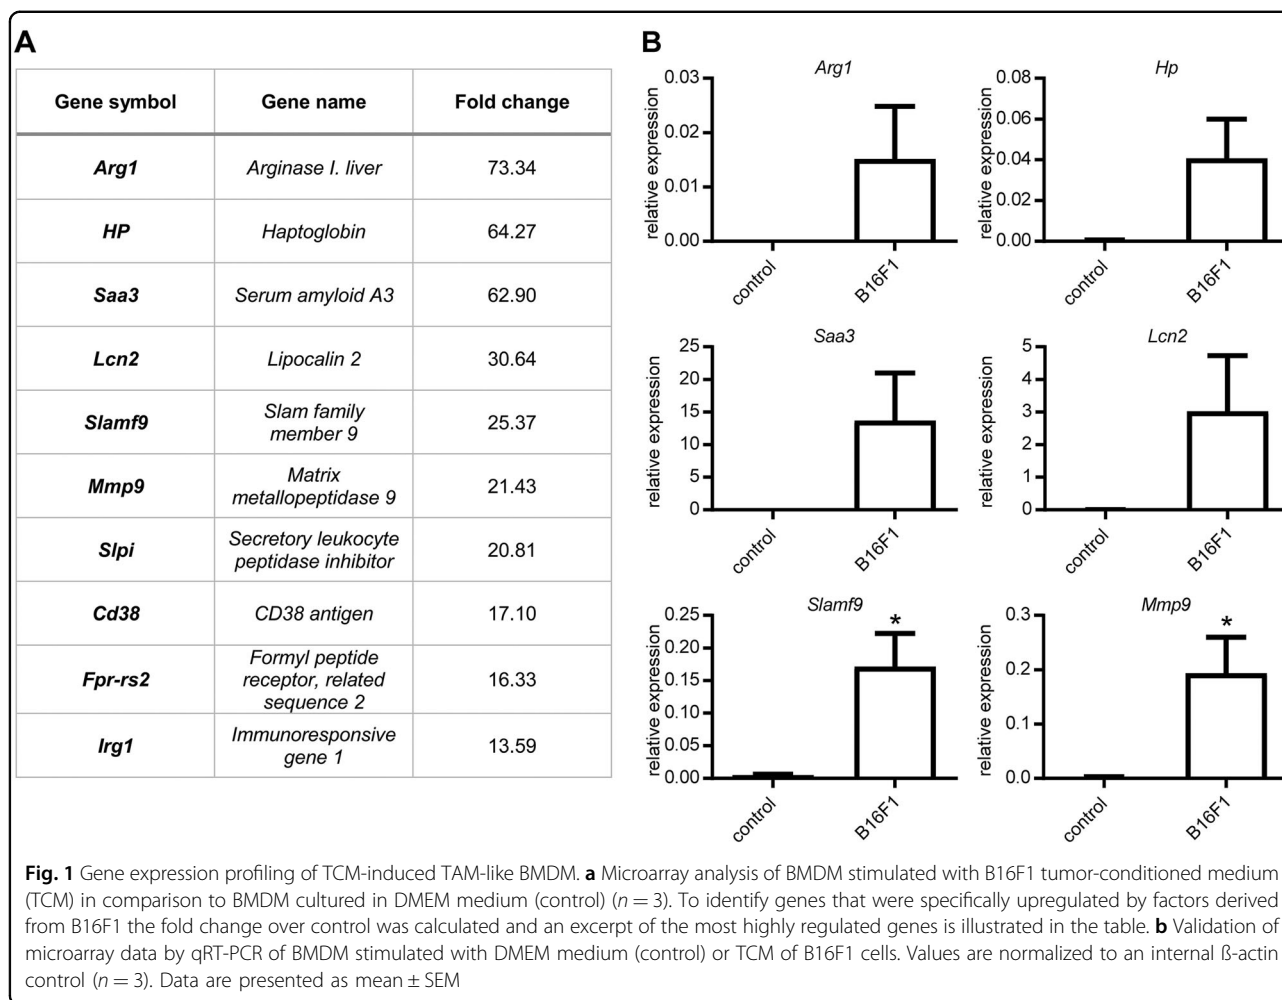 A
Gene symbol Gene name Fold change
Arg1 Arginase I. liver 73.34
HP Haptoglobin 64.27
Saa3 Serum amyloid A3 62.90
Lcn2 Lipocalin 2 30.64
Slamf9 Slam family member 9 25.37
Mmp9 Matrix metallopeptidase 9 21.43
Slpi Secretory leukocyte peptidase inhibitor 20.81
Cd38 CD38 antigen 17.10
Fpr-rs2 Formyl peptide receptor, related sequence 2 16.33
Irg1 Immunoresponsive gene 1 13.59
B
Arg1
relative expression
0.03
0.02
0.01
0.00
control
B16F1
Hp
relative expression
0.08
0.06
0.04
0.02
0.00
control
B16F1
Saa3
relative expression
25
20
15
10
5
0
control
B16F1
Lcn2
relative expression
5
4
3
2
1
0
control
B16F1
Slamf9
relative expression
0.25
0.20
0.15
0.10
0.05
0.00
*
control
B16F1
Mmp9
relative expression
0.3
0.2
0.1
0.0
*
control
B16F1
Fig. 1 Gene expression profiling of TCM-induced TAM-like BMDM. a Microarray analysis of BMDM stimulated with B16F1 tumor-conditioned medium
(TCM) in comparison to BMDM cultured in DMEM medium (control) (n = 3). To identify genes that were specifically upregulated by factors derived
from B16F1 the fold change over control was calculated and an excerpt of the most highly regulated genes is illustrated in the table. b Validation of
microarray data by qRT-PCR of BMDM stimulated with DMEM medium (control) or TCM of B16F1 cells. Values are normalized to an internal ß-actin
control (n = 3). Data are presented as mean ± SEM